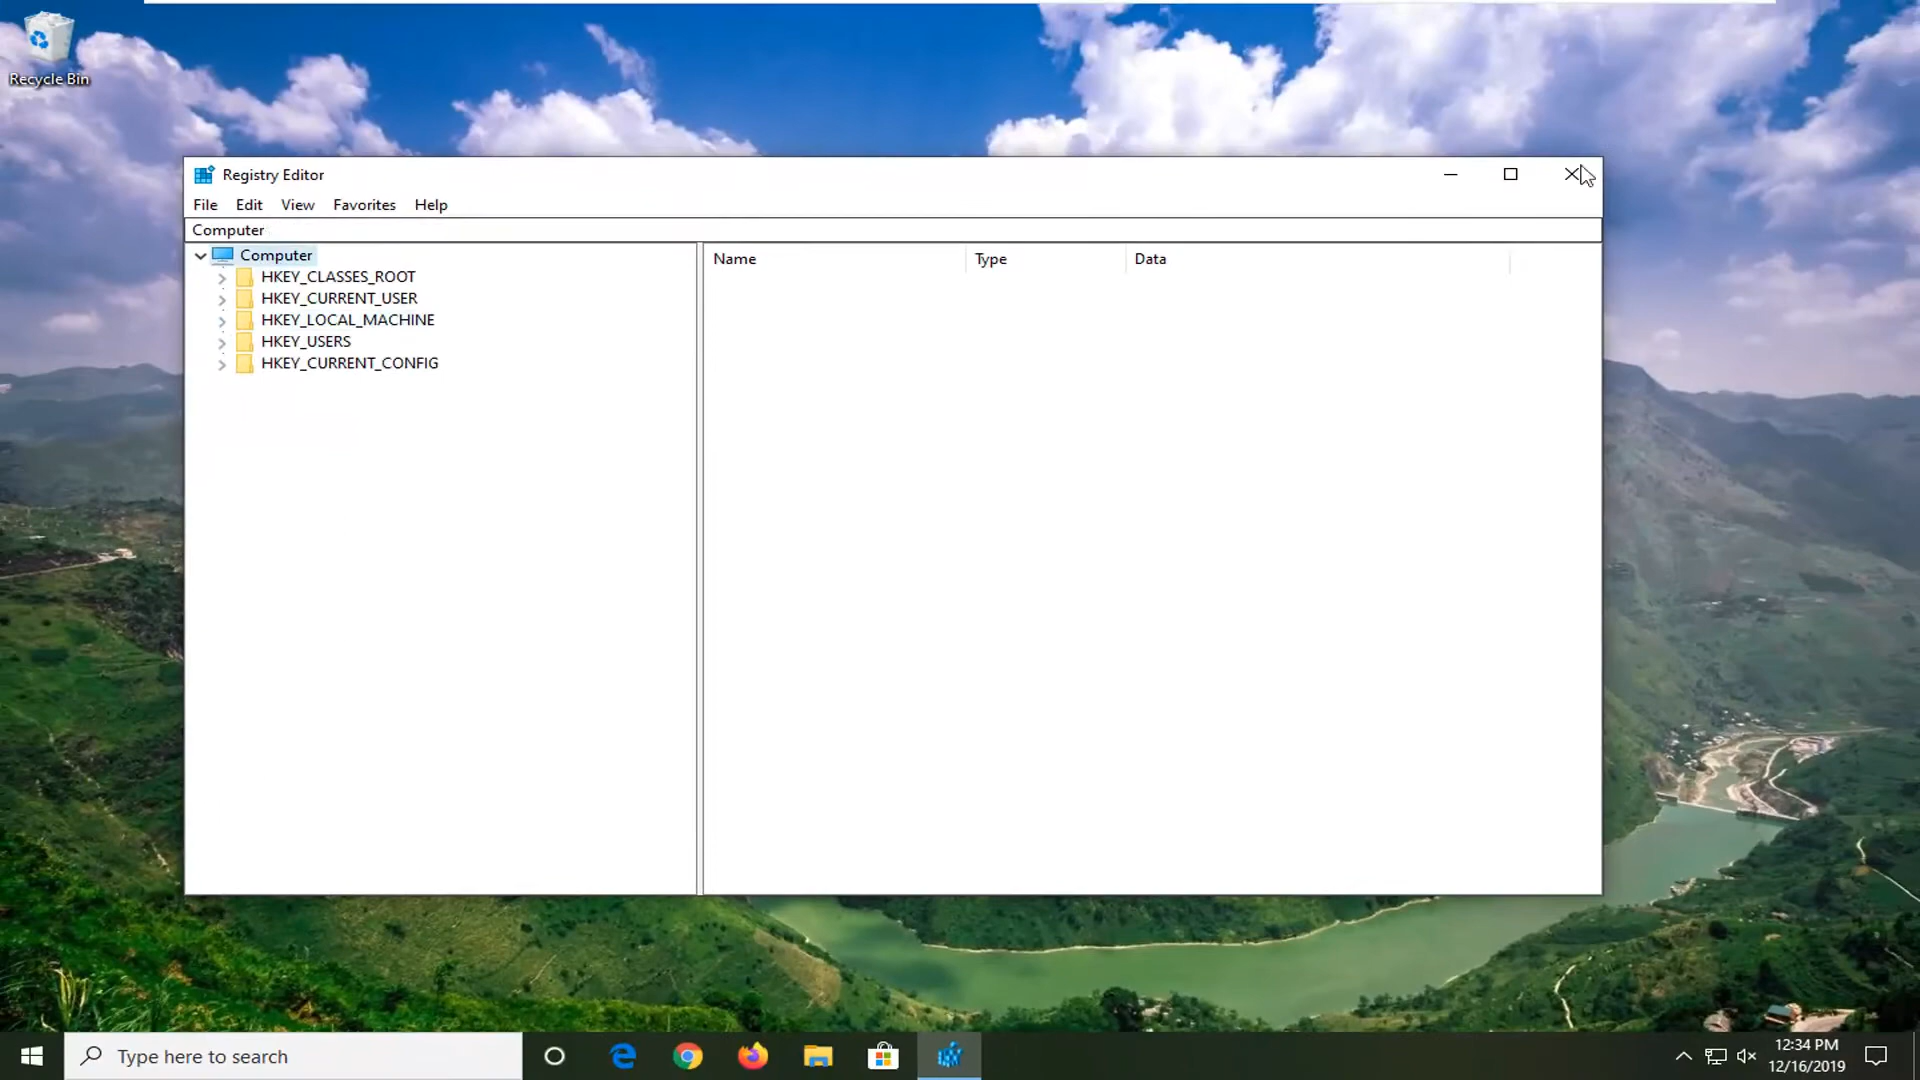 Recycle Bin
Registry Editor
File Edit View Favorites Help
Computer
Computer
HKEY_CLASSES_ROOT
HKEY_CURRENT_USER
HKEY_LOCAL_MACHINE
HKEY_USERS
HKEY_CURRENT_CONFIG
Name Type Data
Type here to search
12:34 PM
12/16/2019